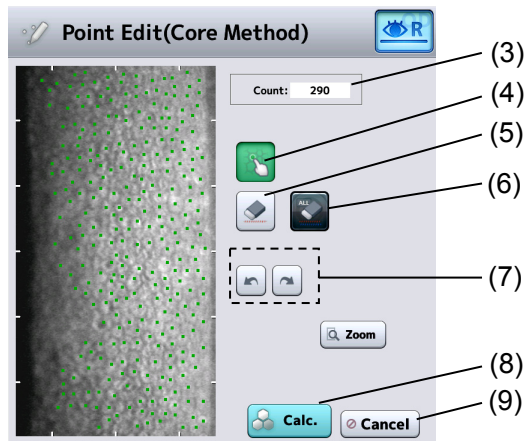 Point Edit(Core Method)
R
Count: 290
ALL
Zoom
Calc.
Cancel
(3)
(4)
(5)
(6)
(7)
(8)
(9)